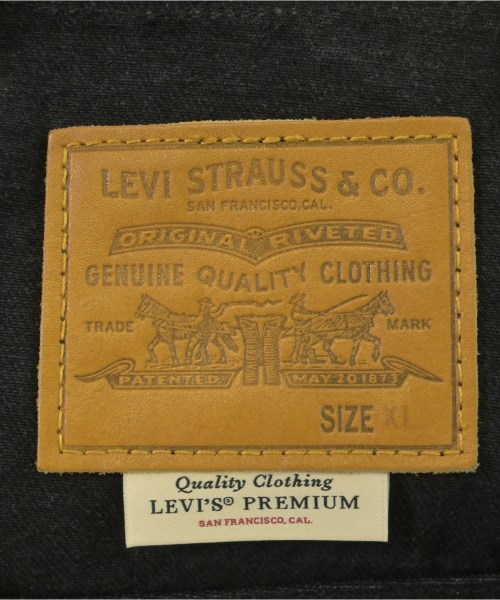 LEVI STRAUSS & CO.
SAN FRANCISCO, CAL.
ORIGINAL RIVETED
GENUINE QUALITY CLOTHING
TRADE MARK
PATENTED MAY 20 1873
SIZE XL
Quality Clothing
LEVI'S® PREMIUM
SAN FRANCISCO, CAL.